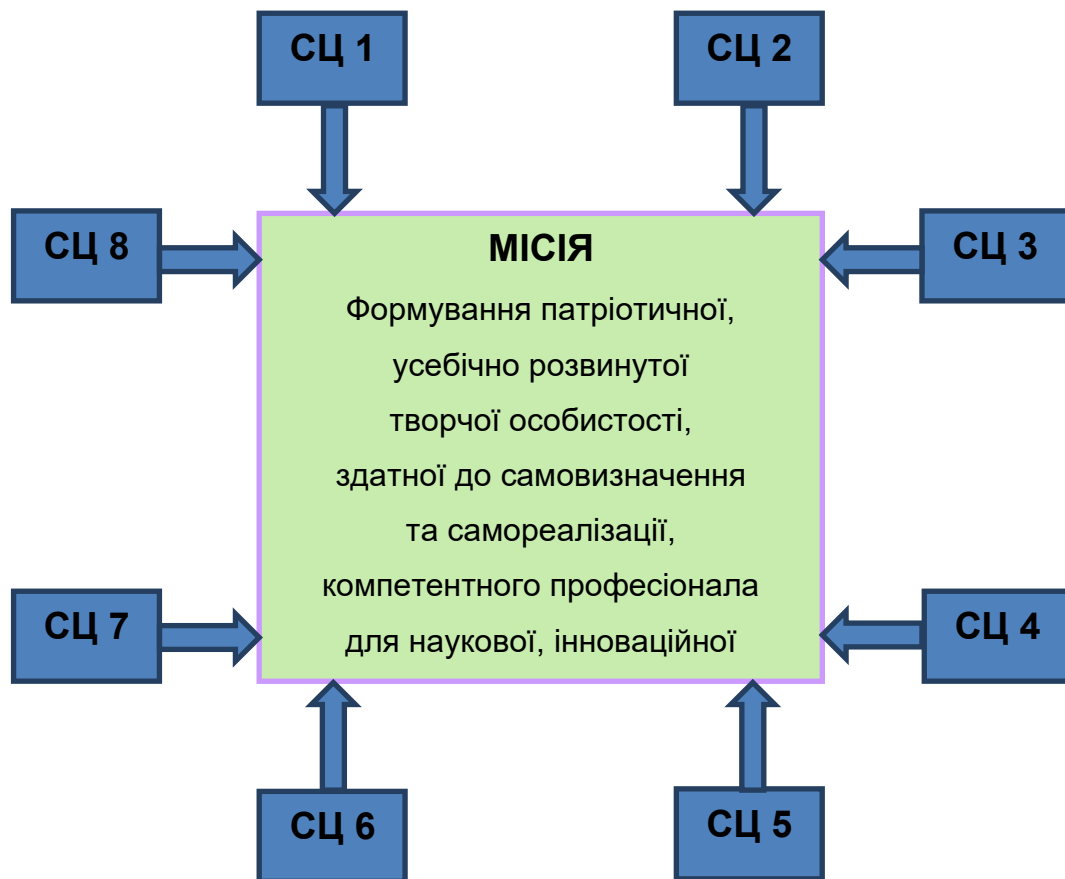 СЦ 1
СЦ 2
СЦ 8
СЦ 3
МІСІЯ
Формування патріотичної,
усебічно розвинутої
творчої особистості,
здатної до самовизначення
та самореалізації,
компетентного професіонала
для наукової, інноваційної
СЦ 7
СЦ 4
СЦ 6
СЦ 5